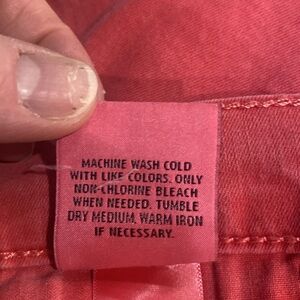 MACHINE WASH COLD
WITH LIKE COLORS. ONLY
NON-CHLORINE BLEACH
WHEN NEEDED. TUMBLE
DRY MEDIUM. WARM IRON
IF NECESSARY.